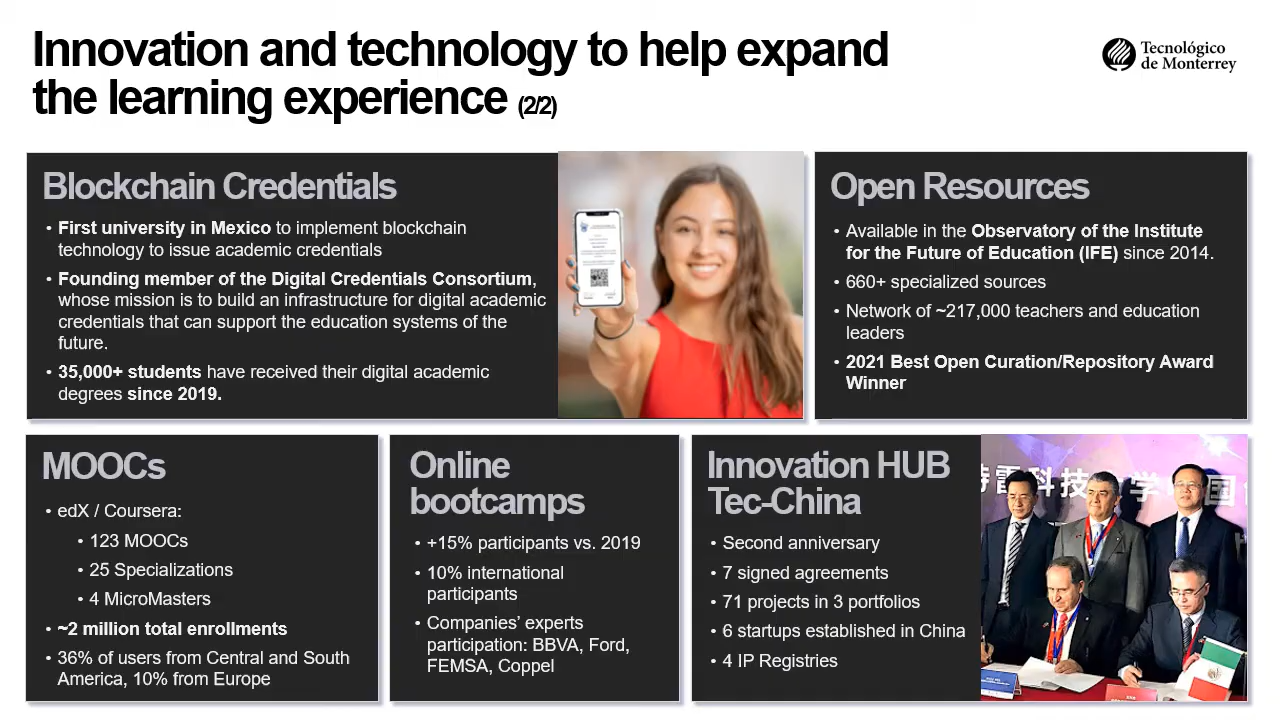 Innovation and technology to help expand
the learning experience (2/2)
Tecnológico
de Monterrey
Blockchain Credentials
• First university in Mexico to implement blockchain
technology to issue academic credentials
• Founding member of the Digital Credentials Consortium,
whose mission is to build an infrastructure for digital academic
credentials that can support the education systems of the
future.
• 35,000+ students have received their digital academic
degrees since 2019.
Open Resources
• Available in the Observatory of the Institute
for the Future of Education (IFE) since 2014.
• 660+ specialized sources
• Network of ~217,000 teachers and education
leaders
• 2021 Best Open Curation/Repository Award
Winner
MOOCs
• edX / Coursera:
• 123 MOOCs
• 25 Specializations
• 4 MicroMasters
• ~2 million total enrollments
• 36% of users from Central and South
America, 10% from Europe
Online
bootcamps
• +15% participants vs. 2019
• 10% international
participants
• Companies’ experts
participation: BBVA, Ford,
FEMSA, Coppel
Innovation HUB
Tec-China
• Second anniversary
• 7 signed agreements
• 71 projects in 3 portfolios
• 6 startups established in China
• 4 IP Registries
雷科技 学 国